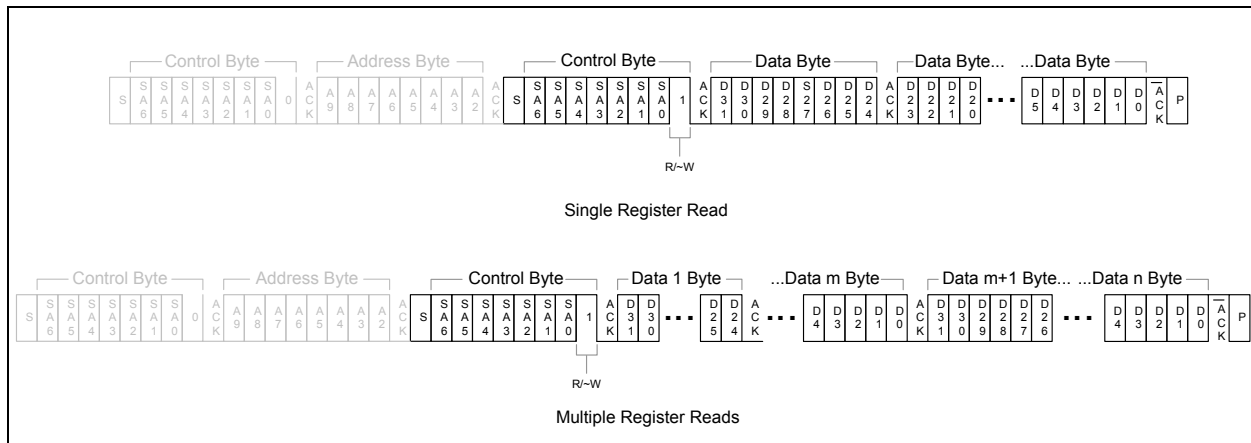 Control Byte Address Byte Control Byte Data Byte Data Byte... ...Data Byte
S SA6 SA5 SA4 SA3 SA2 SA1 SA0 0 ACK A9 A8 A7 A6 A5 A4 A3 A2 ACK S SA6 SA5 SA4 SA3 SA2 SA1 SA0 1 ACK D31 D30 D29 D28 S27 D26 D25 D24 ACK D23 D22 D21 D20 ... D5 D4 D3 D2 D1 D0 ACK P
R/~W
Single Register Read
Control Byte Address Byte Control Byte Data 1 Byte ...Data m Byte Data m+1 Byte... ...Data n Byte
S SA6 SA5 SA4 SA3 SA2 SA1 SA0 0 ACK A9 A8 A7 A6 A5 A4 A3 A2 ACK S SA6 SA5 SA4 SA3 SA2 SA1 SA0 1 ACK D31 D30 ... D25 D24 ACK ... D4 D3 D2 D1 D0 ACK D31 D30 D29 D28 D27 D26 ... D4 D3 D2 D1 D0 ACK P
R/~W
Multiple Register Reads